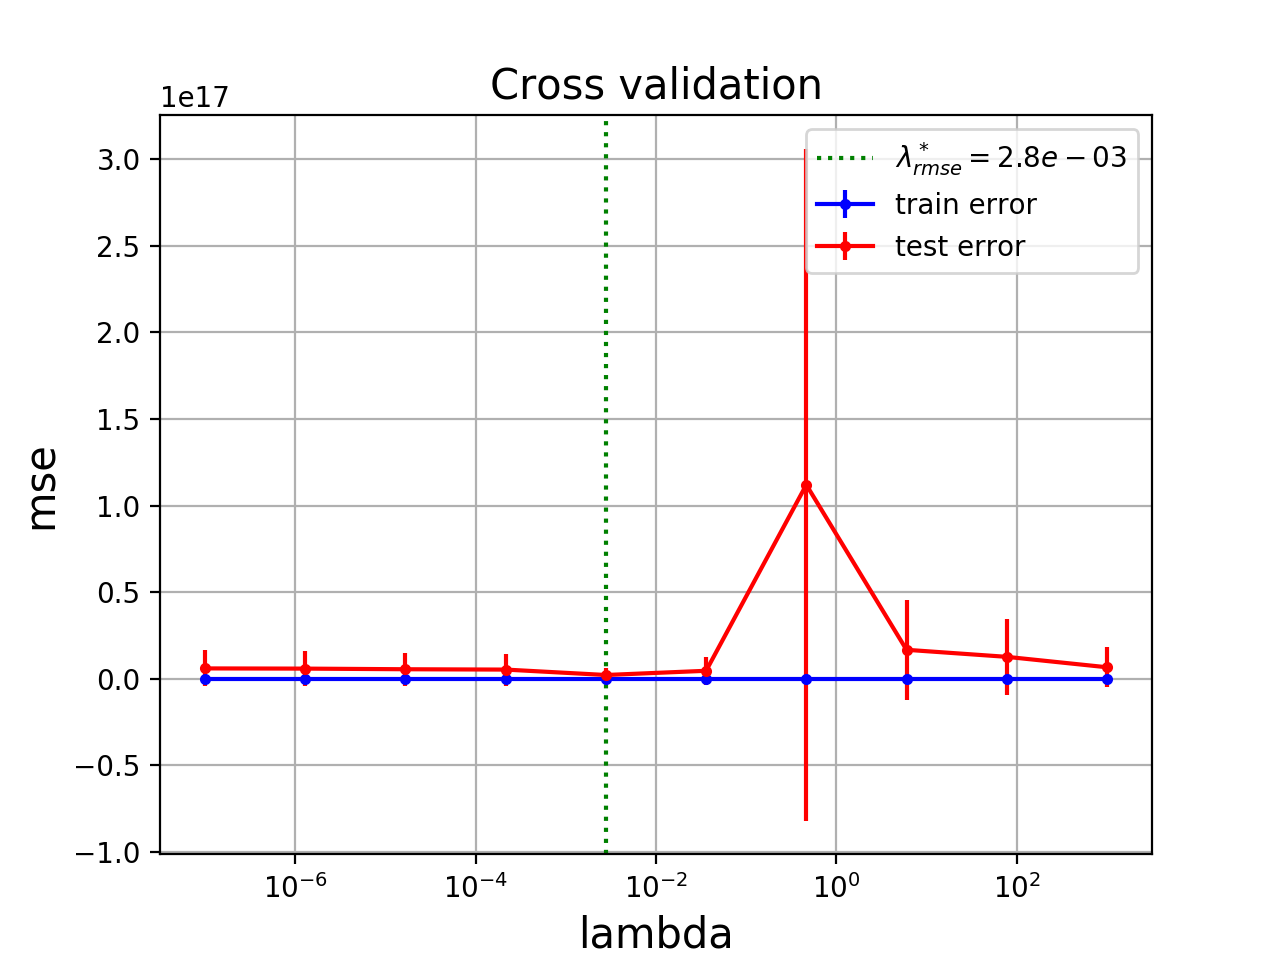 Cross validation
1e17
λ*rmse = 2.8e − 03
train error
test error
3.0
2.5
2.0
1.5
1.0
0.5
0.0
−0.5
−1.0
mse
10⁻⁶ 10⁻⁴ 10⁻² 10⁰ 10²
lambda